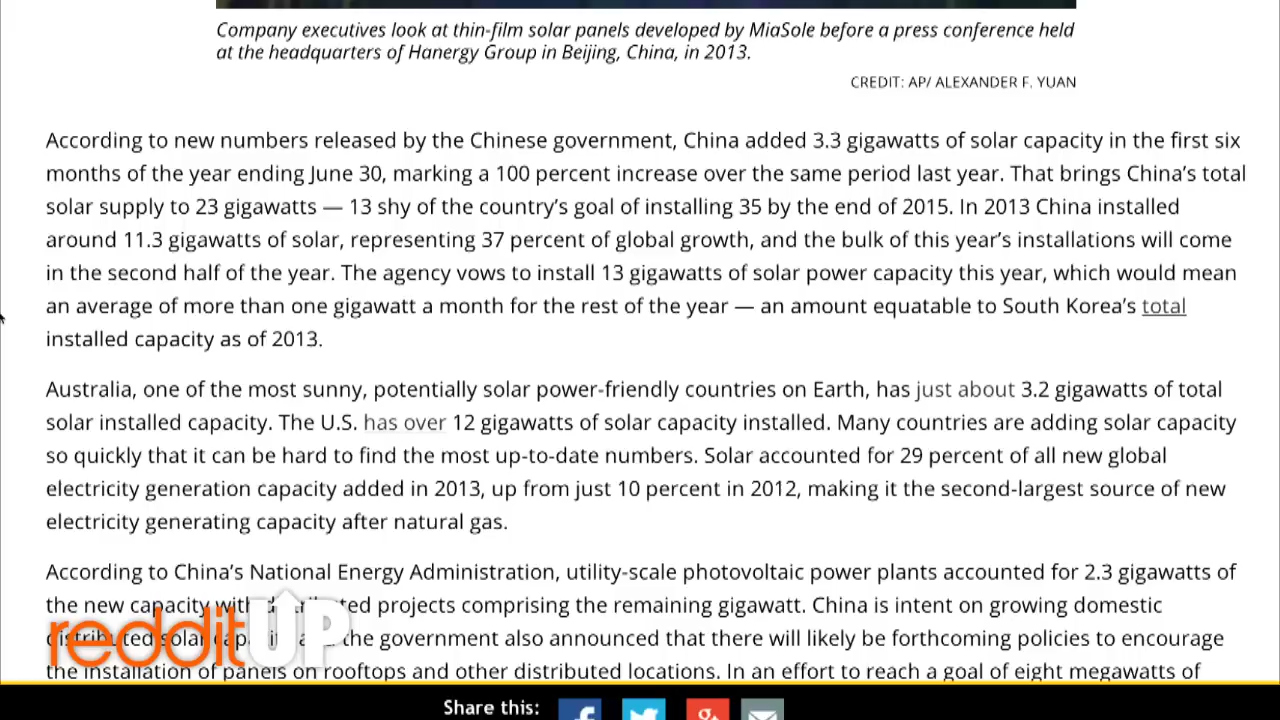 Company executives look at thin-film solar panels developed by MiaSole before a press conference held
at the headquarters of Hanergy Group in Beijing, China, in 2013.
CREDIT: AP/ ALEXANDER F. YUAN
According to new numbers released by the Chinese government, China added 3.3 gigawatts of solar capacity in the first six
months of the year ending June 30, marking a 100 percent increase over the same period last year. That brings China's total
solar supply to 23 gigawatts — 13 shy of the country's goal of installing 35 by the end of 2015. In 2013 China installed
around 11.3 gigawatts of solar, representing 37 percent of global growth, and the bulk of this year's installations will come
in the second half of the year. The agency vows to install 13 gigawatts of solar power capacity this year, which would mean
an average of more than one gigawatt a month for the rest of the year — an amount equatable to South Korea's total
installed capacity as of 2013.
Australia, one of the most sunny, potentially solar power-friendly countries on Earth, has just about 3.2 gigawatts of total
solar installed capacity. The U.S. has over 12 gigawatts of solar capacity installed. Many countries are adding solar capacity
so quickly that it can be hard to find the most up-to-date numbers. Solar accounted for 29 percent of all new global
electricity generation capacity added in 2013, up from just 10 percent in 2012, making it the second-largest source of new
electricity generating capacity after natural gas.
According to China's National Energy Administration, utility-scale photovoltaic power plants accounted for 2.3 gigawatts of
the new capacity with distributed projects comprising the remaining gigawatt. China is intent on growing domestic
distributed solar capacity, the government also announced that there will likely be forthcoming policies to encourage
the installation of panels on rooftops and other distributed locations. In an effort to reach a goal of eight megawatts of
redditUP
Share this: